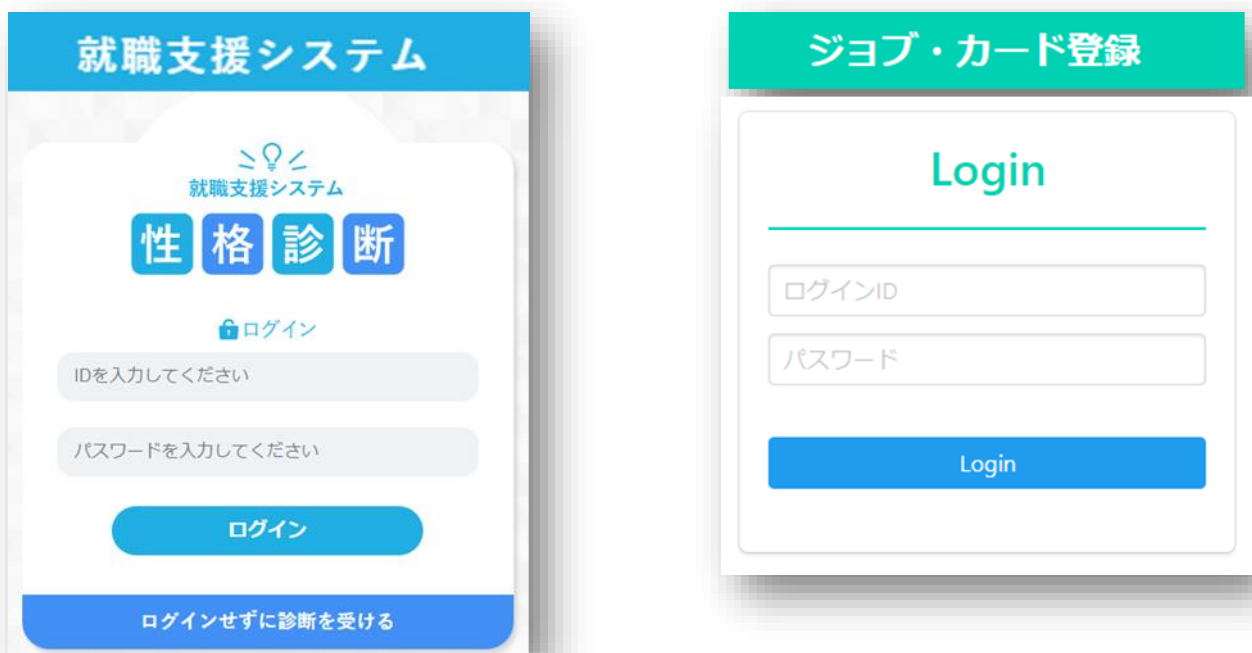 就職支援システム
就職支援システム
性格診断
ログイン
IDを入力してください
パスワードを入力してください
ログイン
ログインせずに診断を受ける
ジョブ・カード登録
Login
ログインID
パスワード
Login